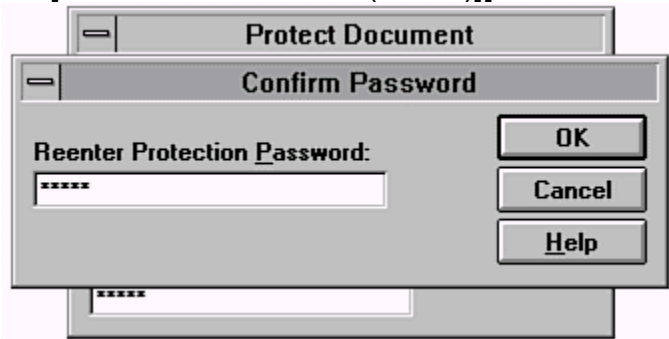 Protect Document
Confirm Password
Reenter Protection Password:
*****
OK
Cancel
Help
*****